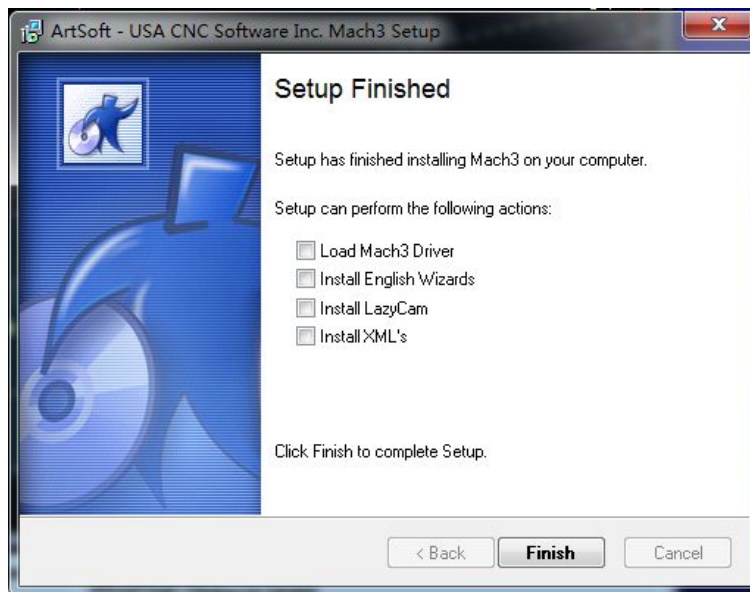 ArtSoft - USA CNC Software Inc. Mach3 Setup
Setup Finished
Setup has finished installing Mach3 on your computer.
Setup can perform the following actions:
Load Mach3 Driver
Install English Wizards
Install LazyCam
Install XML's
Click Finish to complete Setup.
< Back Finish Cancel